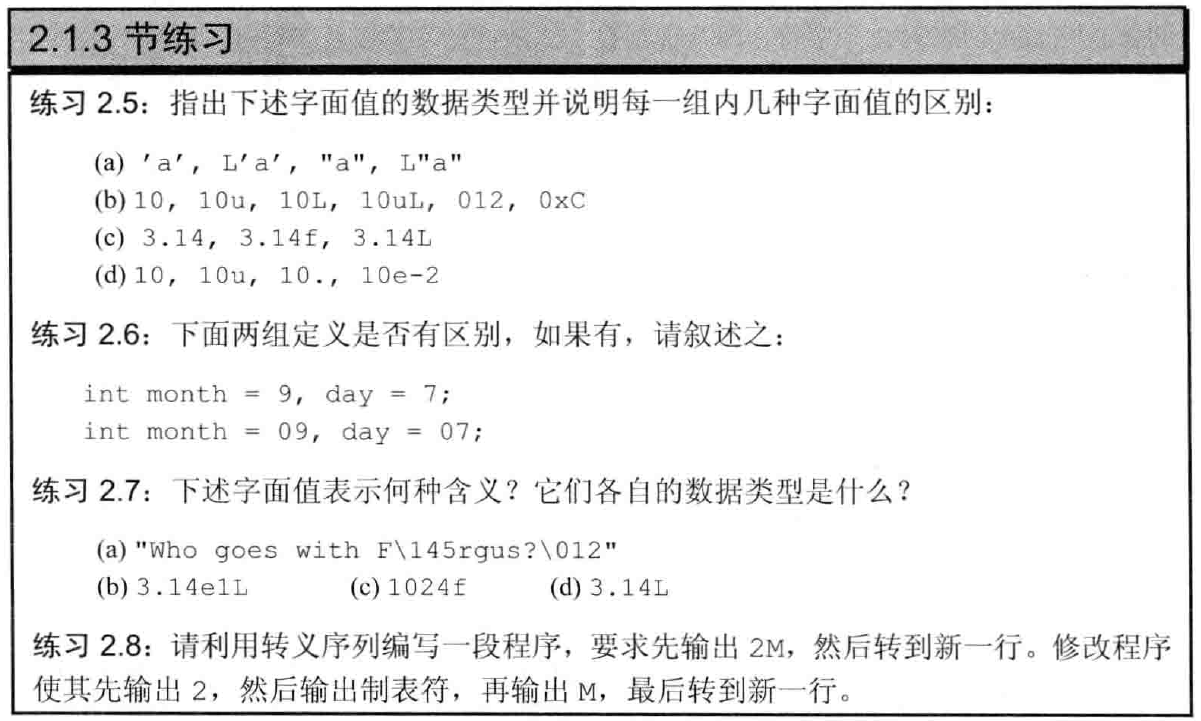 2.1.3 节练习
练习 2.5：指出下述字面值的数据类型并说明每一组内几种字面值的区别：
(a) 'a', L'a', "a", L"a"
(b) 10, 10u, 10L, 10uL, 012, 0xC
(c) 3.14, 3.14f, 3.14L
(d) 10, 10u, 10., 10e-2
练习 2.6：下面两组定义是否有区别，如果有，请叙述之：
int month = 9, day = 7;
int month = 09, day = 07;
练习 2.7：下述字面值表示何种含义？它们各自的数据类型是什么？
(a) "Who goes with F\145rgus?\012"
(b) 3.14e1L (c) 1024f (d) 3.14L
练习 2.8：请利用转义序列编写一段程序，要求先输出 2M，然后转到新一行。修改程序
使其先输出 2，然后输出制表符，再输出 M，最后转到新一行。